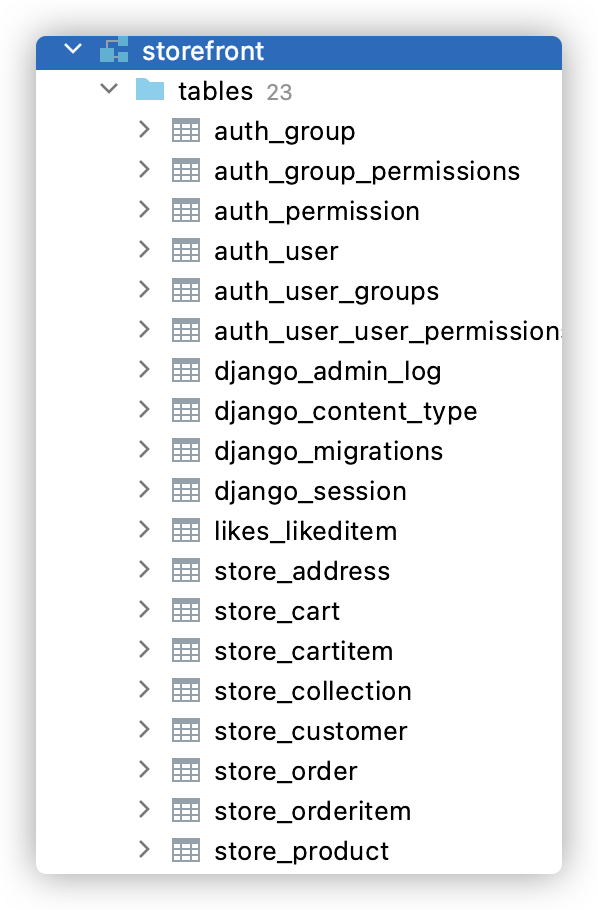 storefront
tables 23
auth_group
auth_group_permissions
auth_permission
auth_user
auth_user_groups
auth_user_user_permission
django_admin_log
django_content_type
django_migrations
django_session
likes_likeditem
store_address
store_cart
store_cartitem
store_collection
store_customer
store_order
store_orderitem
store_product